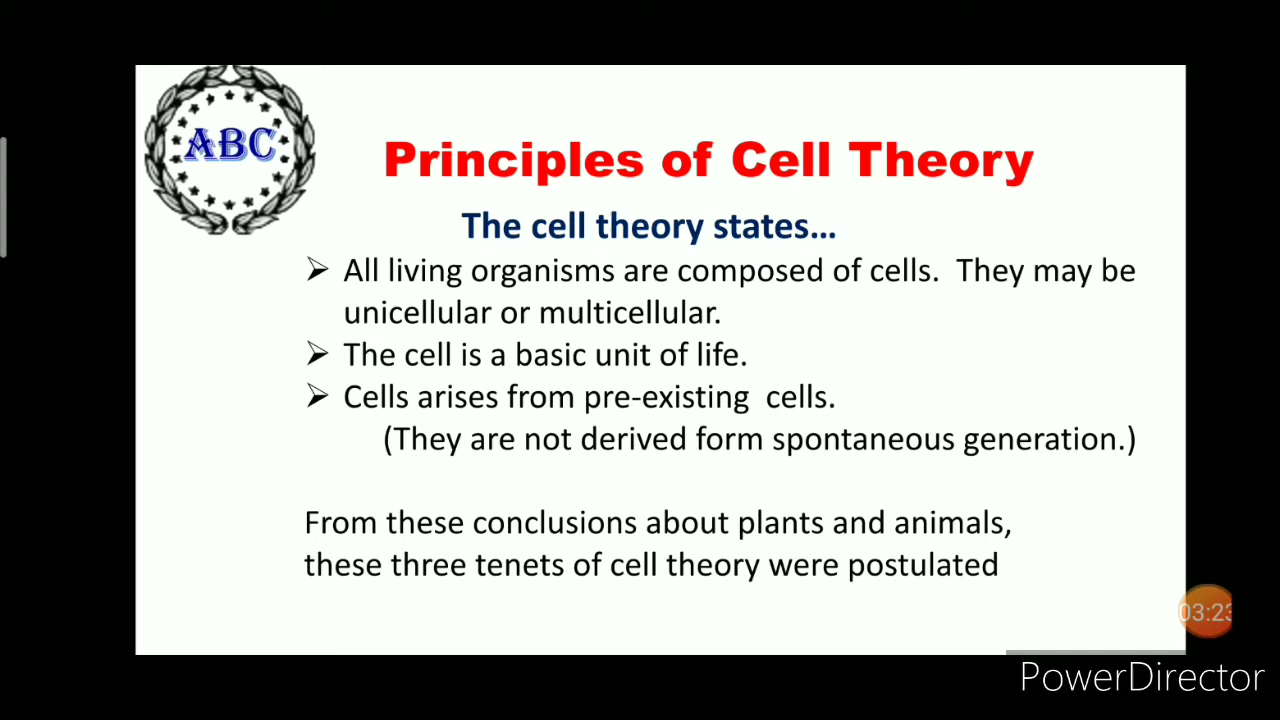 ABC
Principles of Cell Theory
The cell theory states...
➢ All living organisms are composed of cells.  They may be
unicellular or multicellular.
➢ The cell is a basic unit of life.
➢ Cells arises from pre-existing  cells.
(They are not derived form spontaneous generation.)
From these conclusions about plants and animals,
these three tenets of cell theory were postulated
03:23
PowerDirector